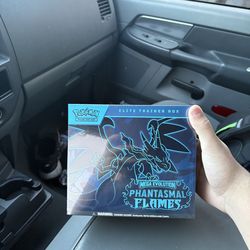 Pokémon
ELITE TRAINER BOX
MEGA EVOLUTION
PHANTASMAL
FLAMES